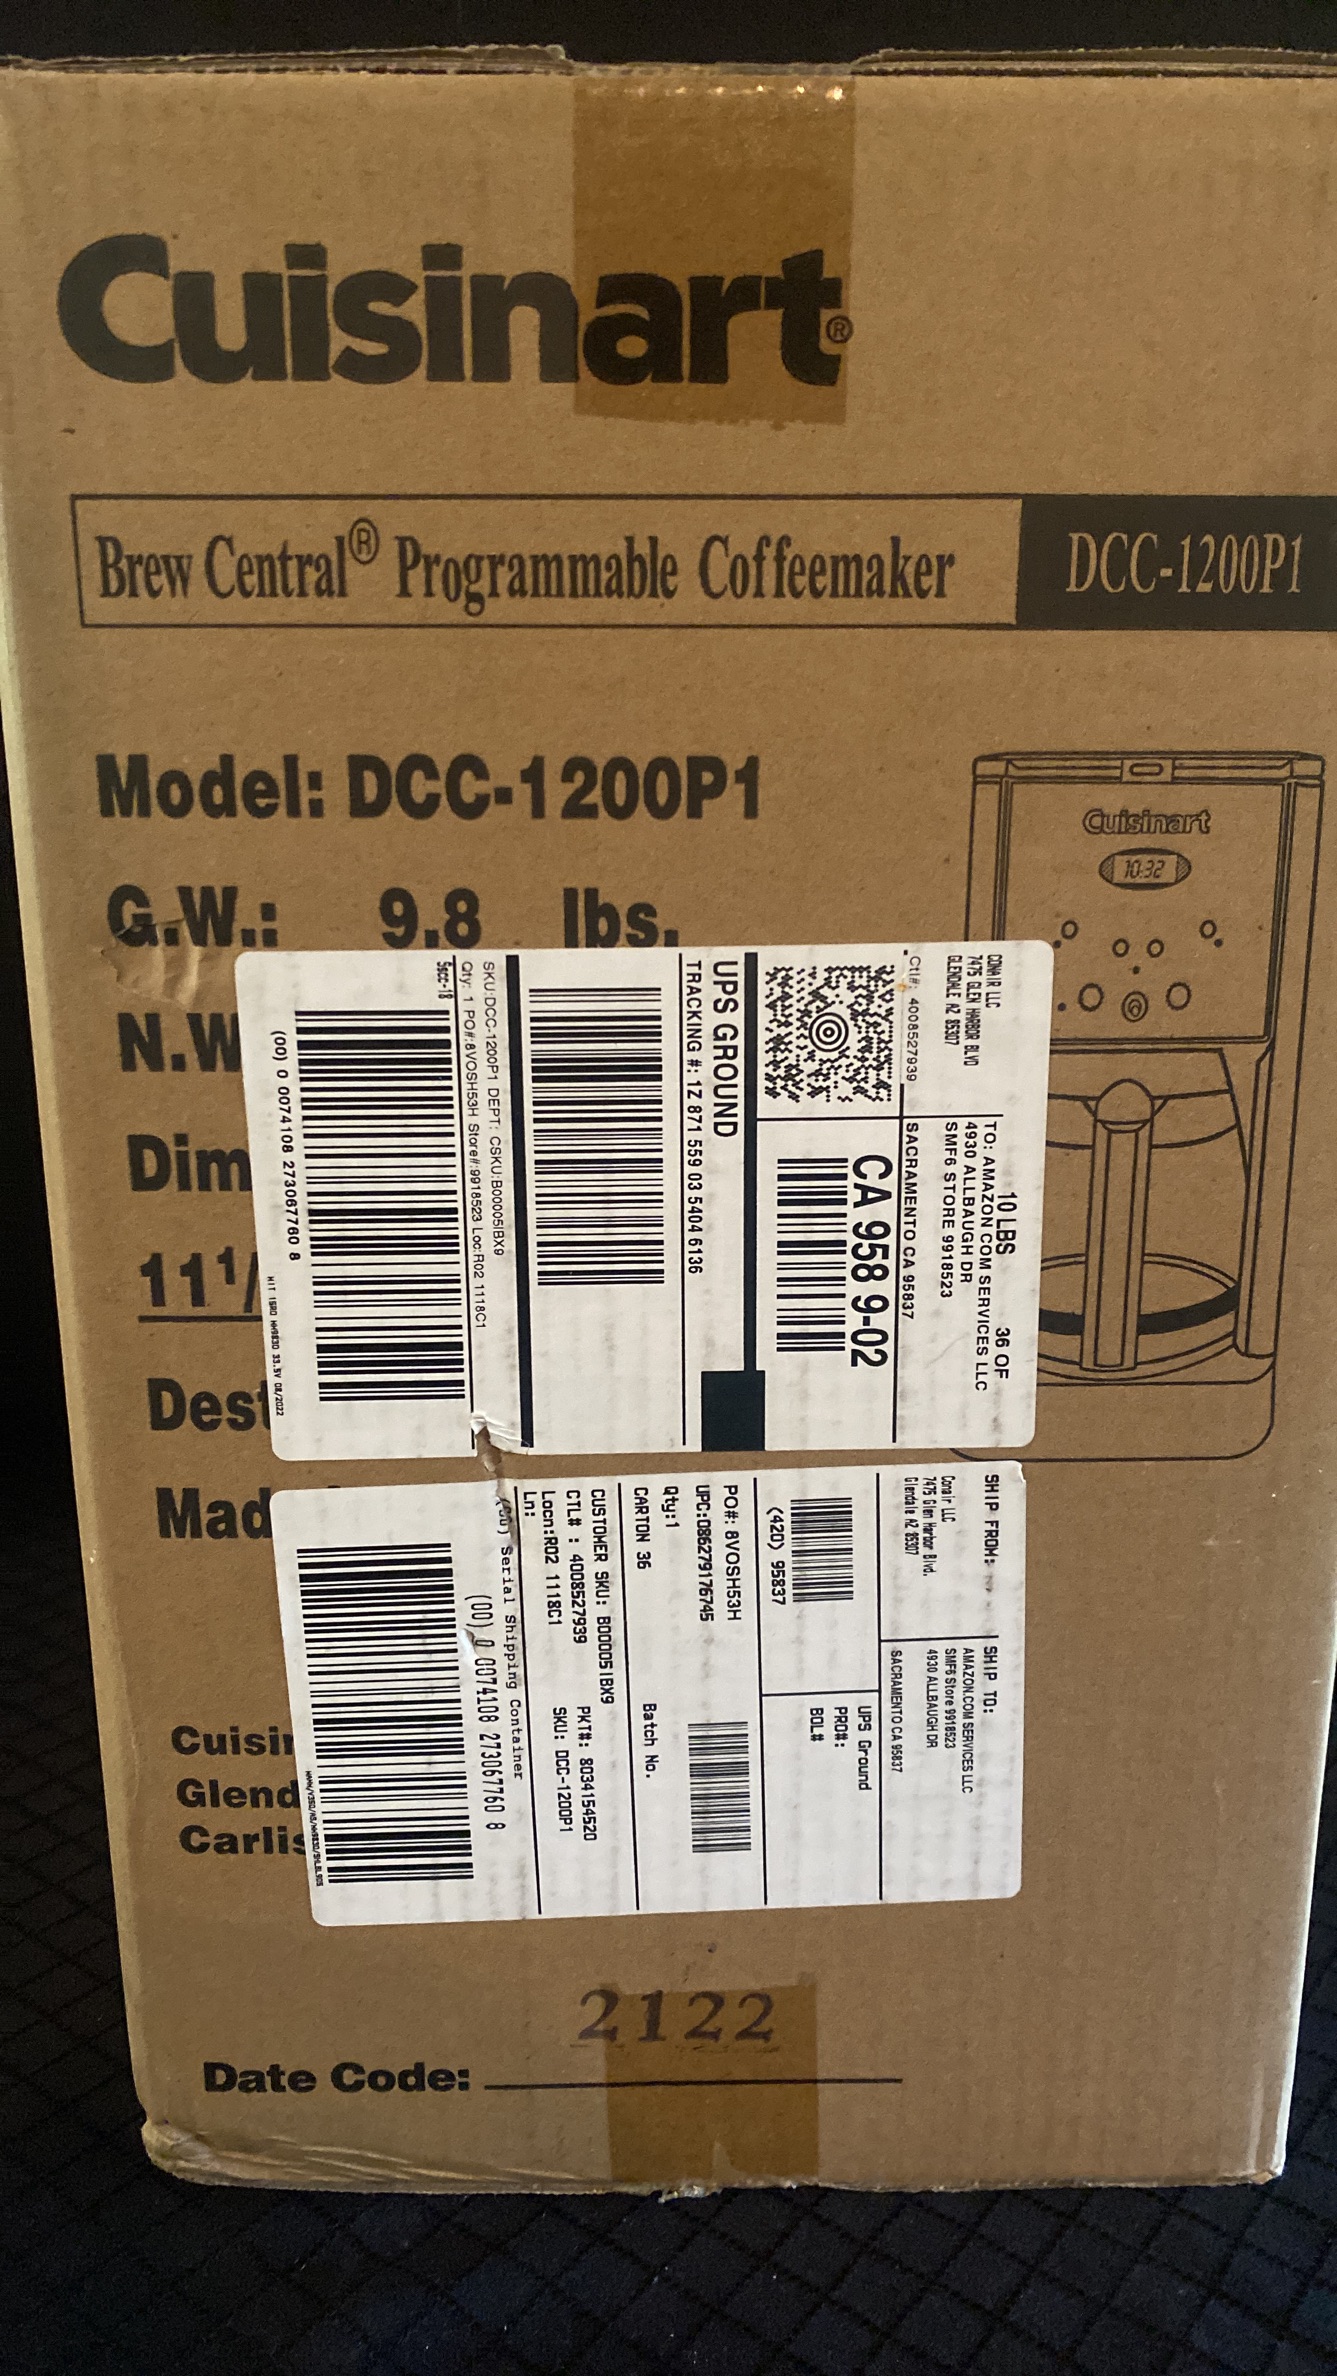 Cuisinart®
Brew Central® Programmable Coffeemaker
DCC-1200P1
Model: DCC-1200P1
G.W.: 9.8 lbs.
N.W
Dim
11 1/
Dest
Mad
Cuisin
Glend
Carlis
Cuisinart
10:32
CONAIR LLC
7475 GLEN HARBOR BLVD
GLENDALE AZ 85307
Ctl#: 4008527939
10 LBS 36 OF
TO: AMAZON COM SERVICES LLC
4930 ALLBAUGH DR
SMF6 STORE 9918523
SACRAMENTO CA 95837
CA 958 9-02
UPS GROUND
TRACKING #: 1Z 871 559 03 5404 6136
SKU:DCC-1200P1 DEPT: CSKU:B00005IBX9
Qty: 1 PO#:8VOSH53H Store#:9918523 Loc:R02 1118C1
5scc-18
(00) 0 0074108 273067760 8
SHIP FROM:
Conair LLC
7475 Glen Harbor Blvd.
Glendale AZ 85307
SHIP TO:
AMAZON.COM SERVICES LLC
SMF6 Store 9918523
4930 ALLBAUGH DR
SACRAMENTO CA 95837
(420) 95837
UPS Ground
PRO#:
BOL#
PO#: 8VOSH53H
UPC:086279176745
Qty:1
CARTON 36
Batch No.
CUSTOMER SKU: B00005IBX9
CTL# : 4008527939 PKT#: 8034154520
Locn:R02 1118C1 SKU: DCC-1200P1
Ln:
(00) Serial Shipping Container
(00) 0 0074108 273067760 8
2122
Date Code: